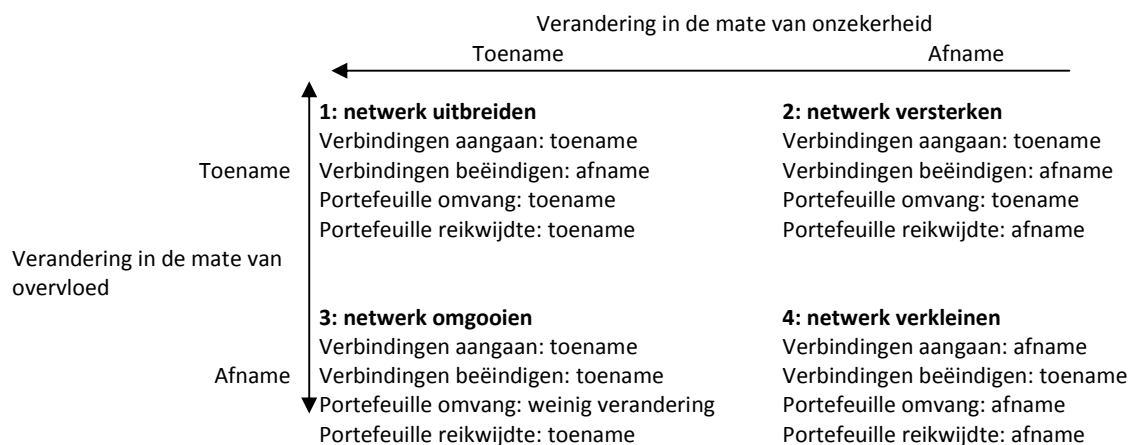 Verandering in de mate van onzekerheid
Toename Afname
1: netwerk uitbreiden
Verbindingen aangaan: toename
Verbindingen beëindigen: afname
Portefeuille omvang: toename
Portefeuille reikwijdte: toename
2: netwerk versterken
Verbindingen aangaan: toename
Verbindingen beëindigen: afname
Portefeuille omvang: toename
Portefeuille reikwijdte: afname
Toename
Verandering in de mate van
overvloed
Afname
3: netwerk omgooien
Verbindingen aangaan: toename
Verbindingen beëindigen: toename
Portefeuille omvang: weinig verandering
Portefeuille reikwijdte: toename
4: netwerk verkleinen
Verbindingen aangaan: afname
Verbindingen beëindigen: toename
Portefeuille omvang: afname
Portefeuille reikwijdte: afname